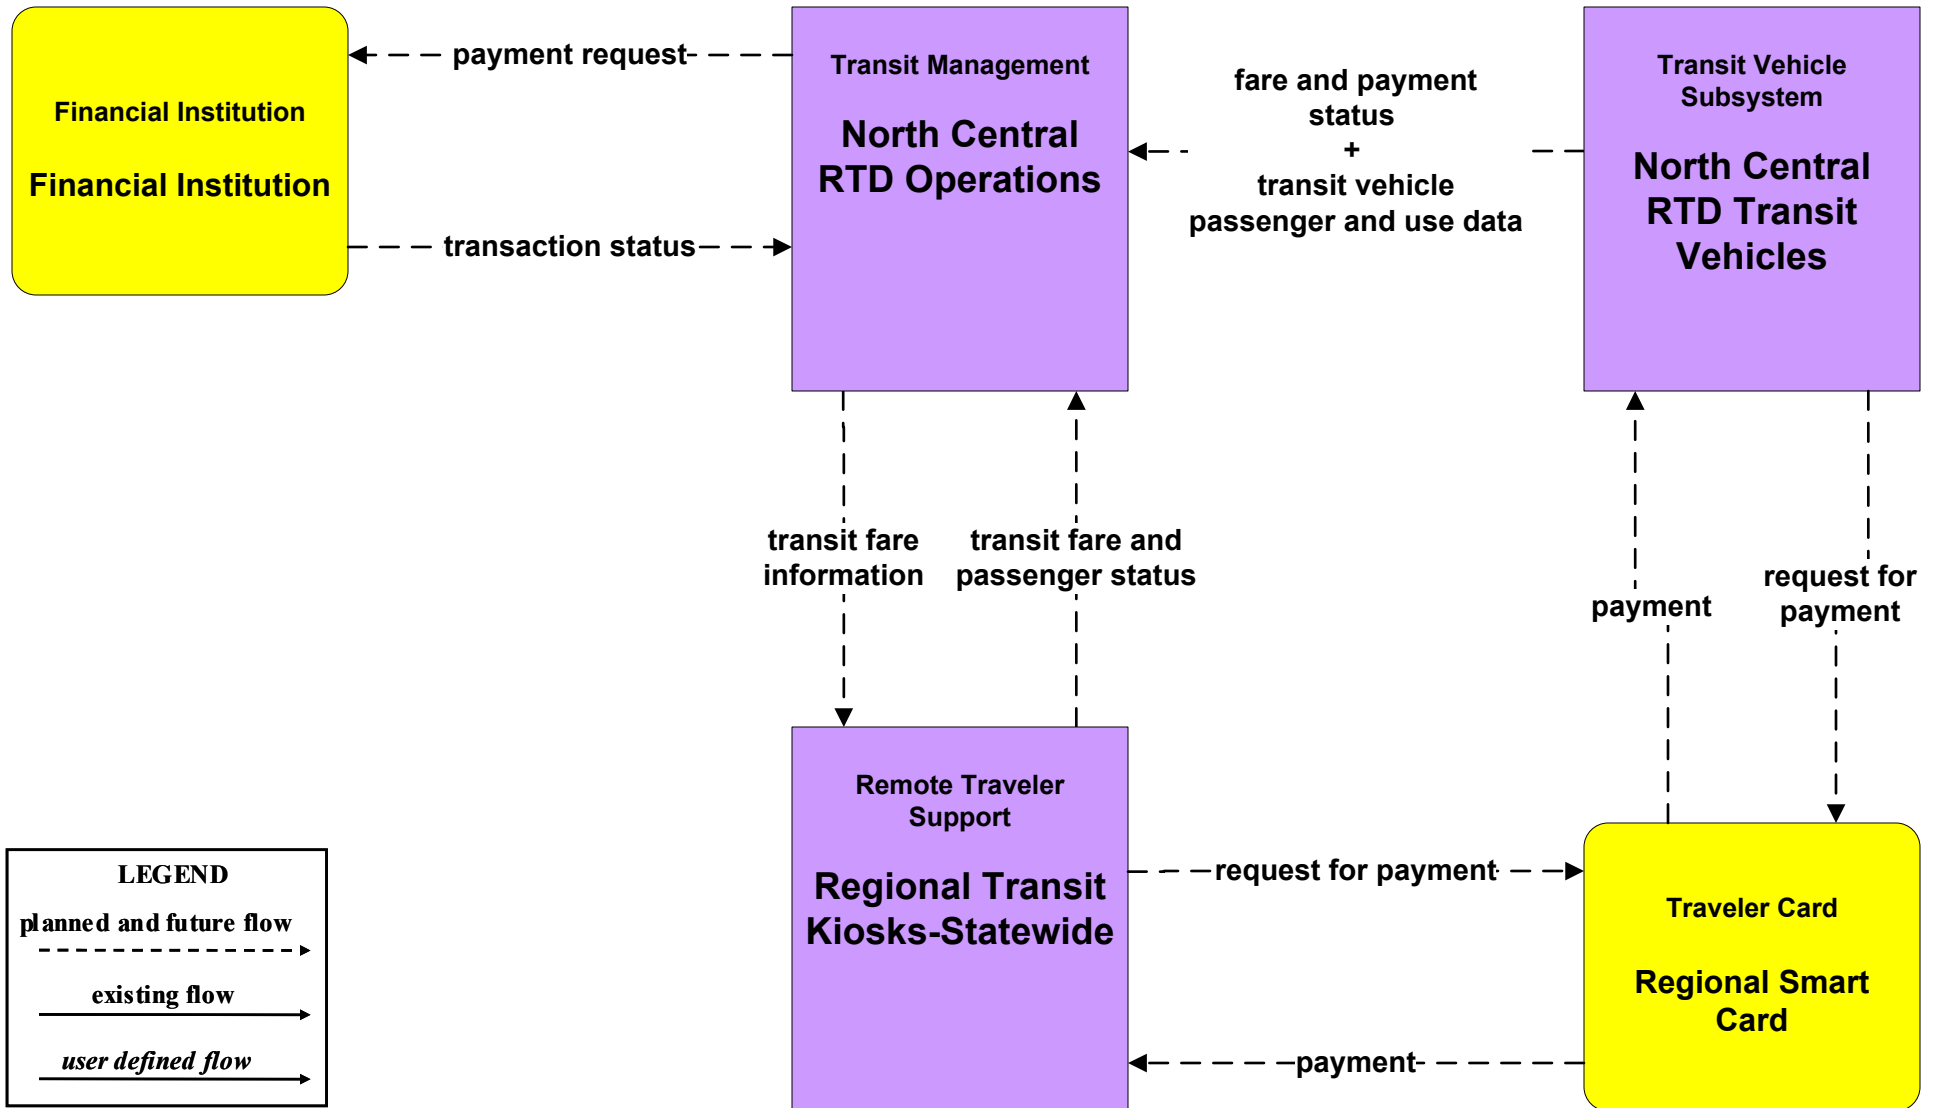 Financial Institution
Financial Institution
payment request
transaction status
Transit Management
North Central
RTD Operations
fare and payment
status
+
transit vehicle
passenger and use data
Transit Vehicle
Subsystem
North Central
RTD Transit
Vehicles
transit fare
information
transit fare and
passenger status
payment
request for
payment
Remote Traveler
Support
Regional Transit
Kiosks-Statewide
request for payment
payment
Traveler Card
Regional Smart
Card
LEGEND
planned and future flow
existing flow
user defined flow